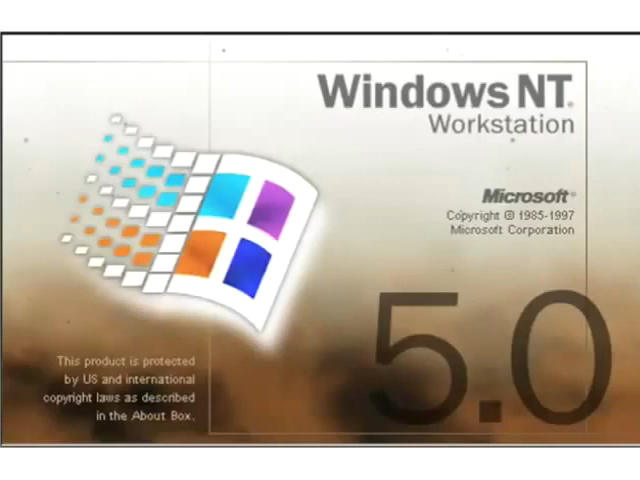 Windows NT®
Workstation
Microsoft®
Copyright © 1985-1997
Microsoft Corporation
5.0
This product is protected
by US and international
copyright laws as described
in the About Box.